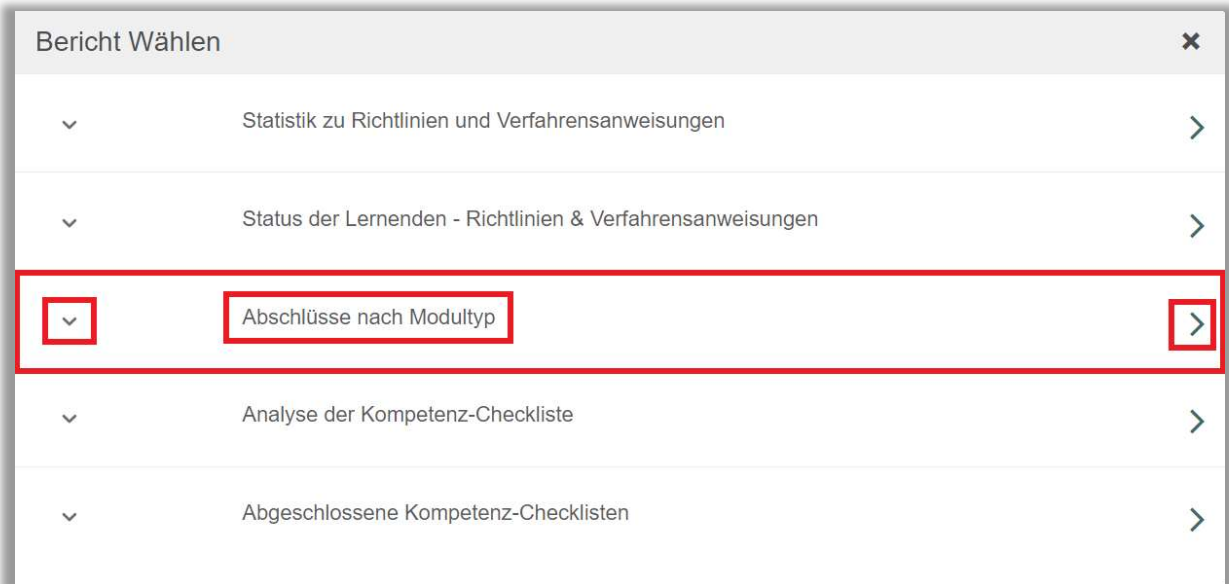 Bericht Wählen
Statistik zu Richtlinien und Verfahrensanweisungen
Status der Lernenden - Richtlinien & Verfahrensanweisungen
Abschlüsse nach Modultyp
Analyse der Kompetenz-Checkliste
Abgeschlossene Kompetenz-Checklisten